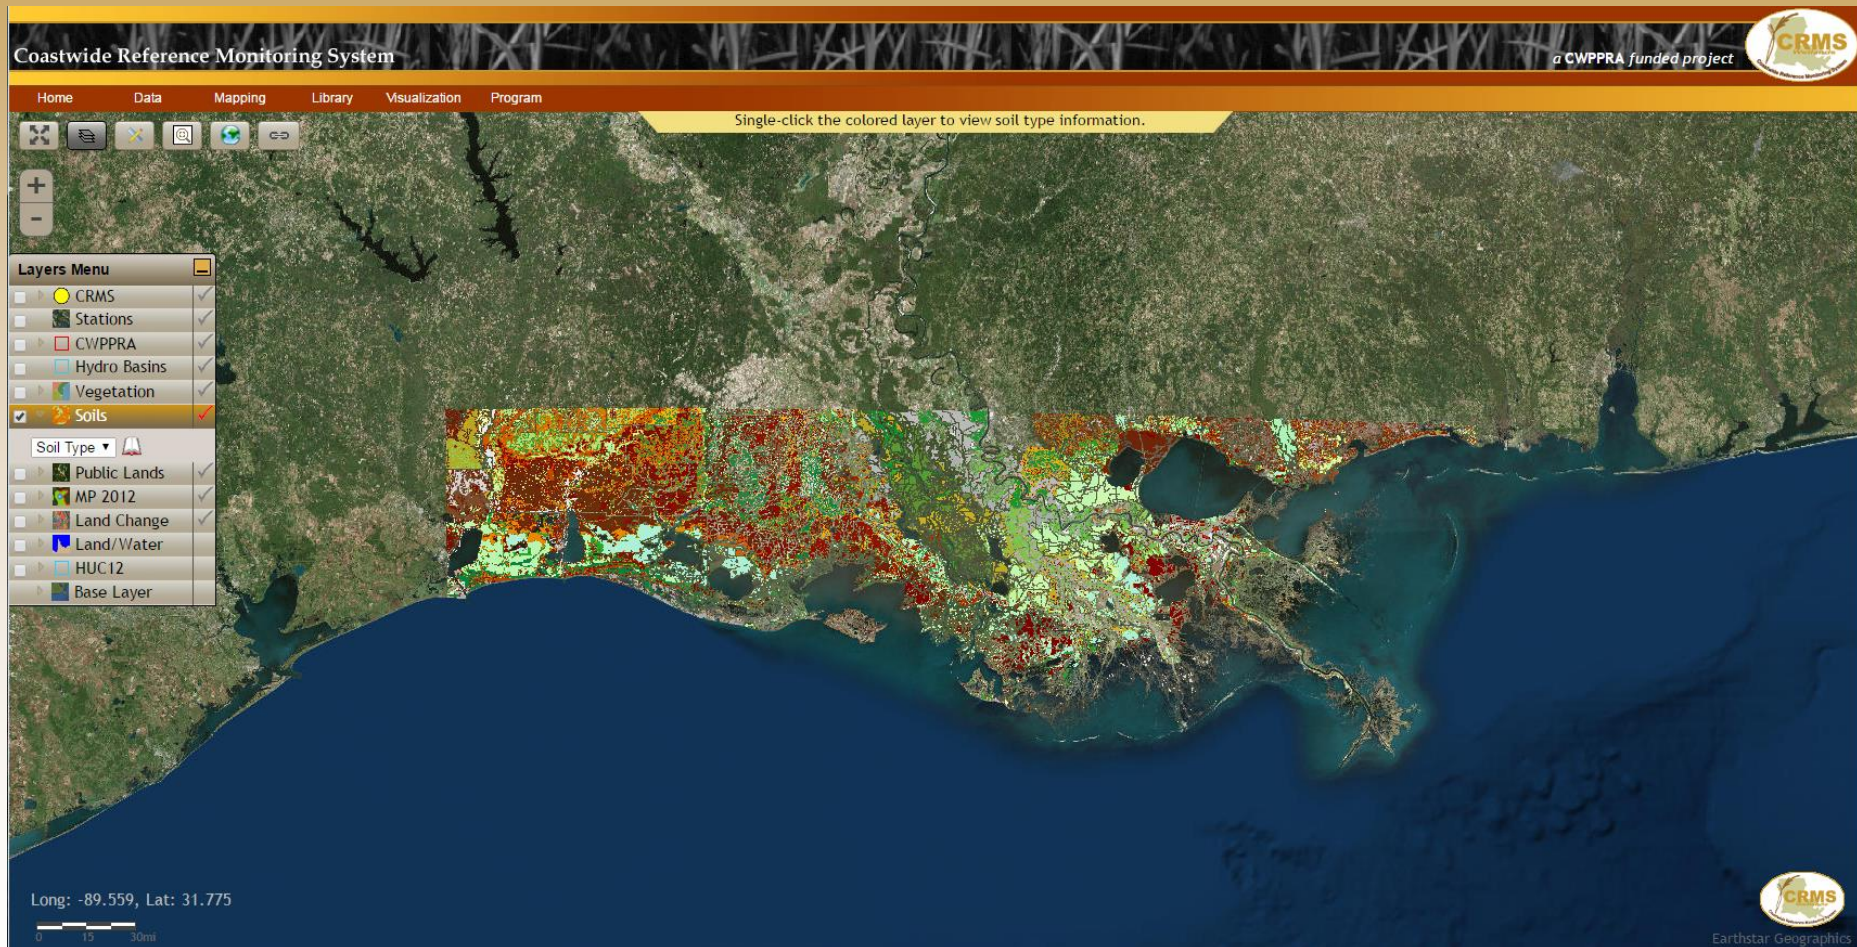 Coastwide Reference Monitoring System
a CWPPRA funded project
CRMS
Home Data Mapping Library Visualization Program
Single-click the colored layer to view soil type information.
+
-
Layers Menu
CRMS
Stations
CWPPRA
Hydro Basins
Vegetation
Soils
Soil Type
Public Lands
MP 2012
Land Change
Land/Water
HUC12
Base Layer
Long: -89.559, Lat: 31.775
0 15 30mi
CRMS
Earthstar Geographics